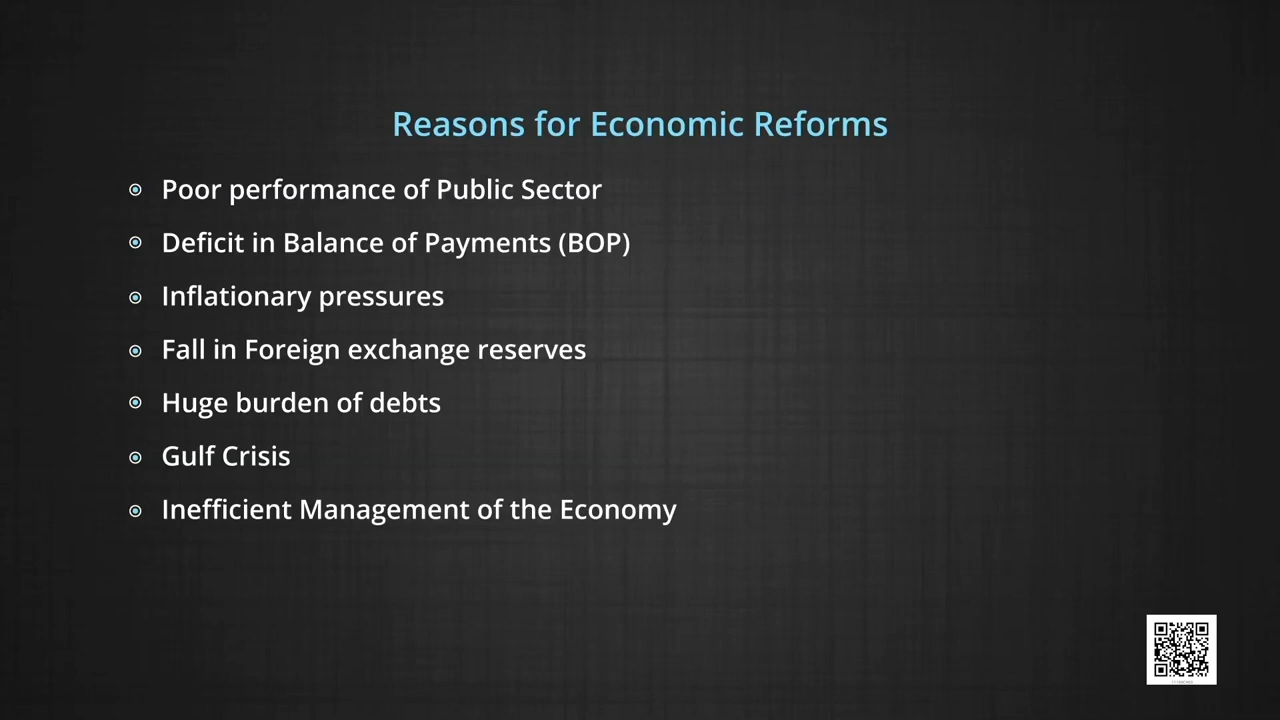 Reasons for Economic Reforms
Poor performance of Public Sector
Deficit in Balance of Payments (BOP)
Inflationary pressures
Fall in Foreign exchange reserves
Huge burden of debts
Gulf Crisis
Inefficient Management of the Economy